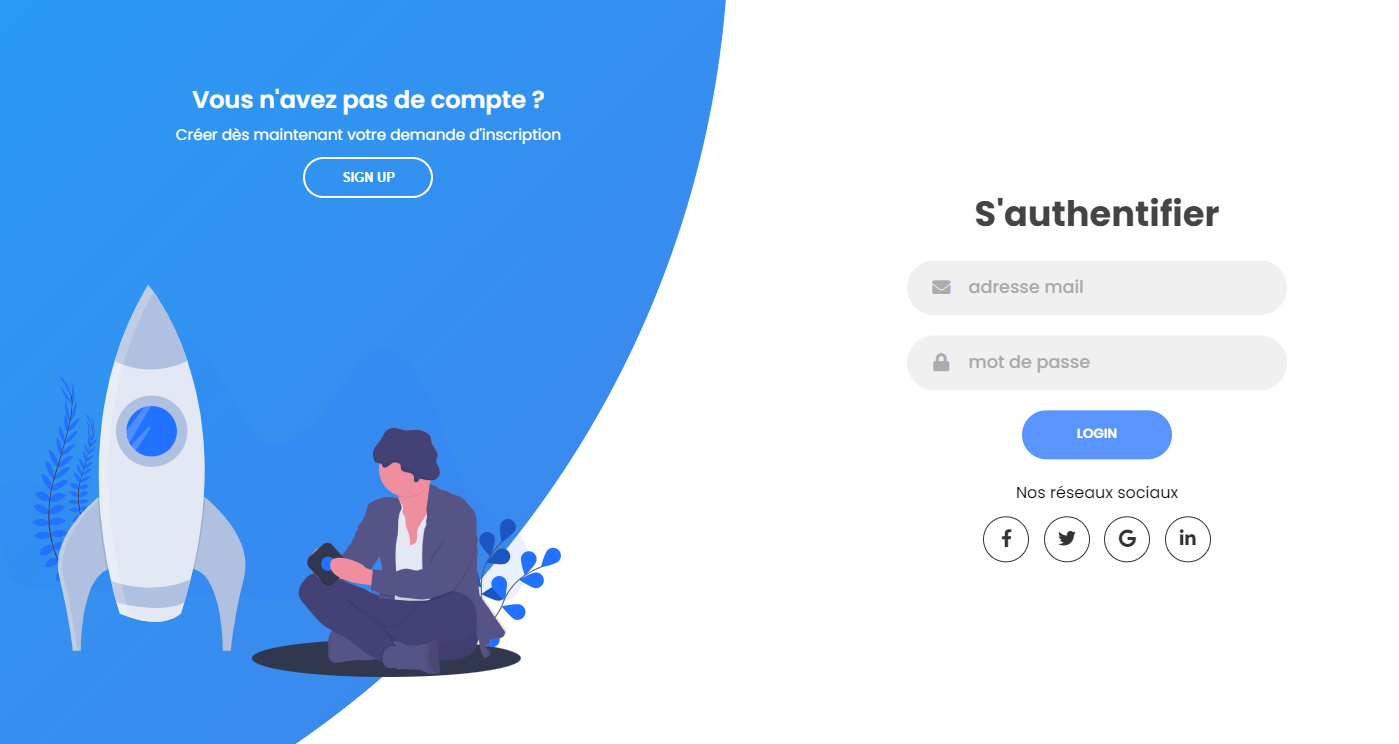 Vous n'avez pas de compte ?
Créer dès maintenant votre demande d'inscription
SIGN UP
S'authentifier
adresse mail
mot de passe
LOGIN
Nos réseaux sociaux